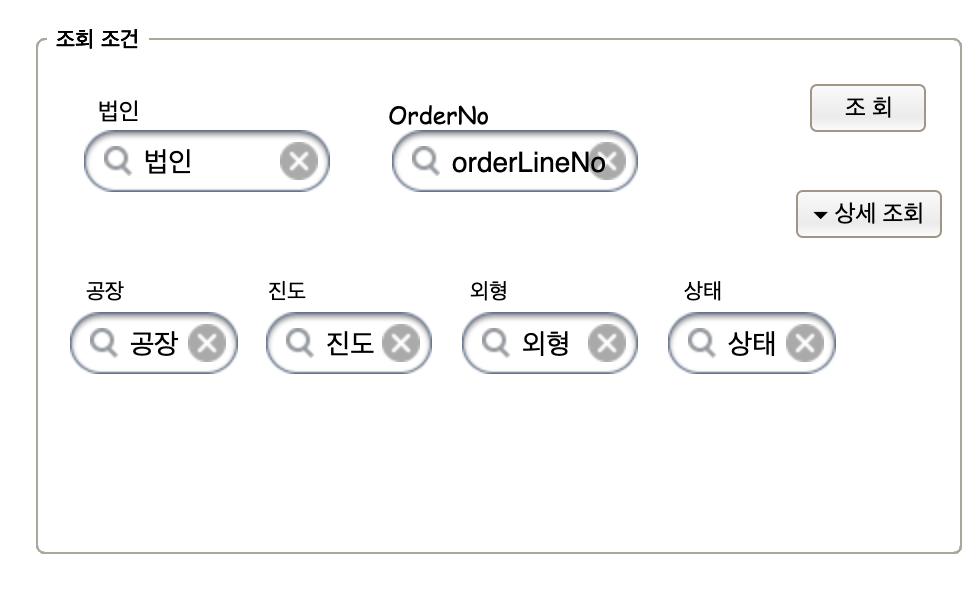 조회 조건
법인
OrderNo
조 회
법인
orderLineNo
상세 조회
공장
진도
외형
상태
공장
진도
외형
상태